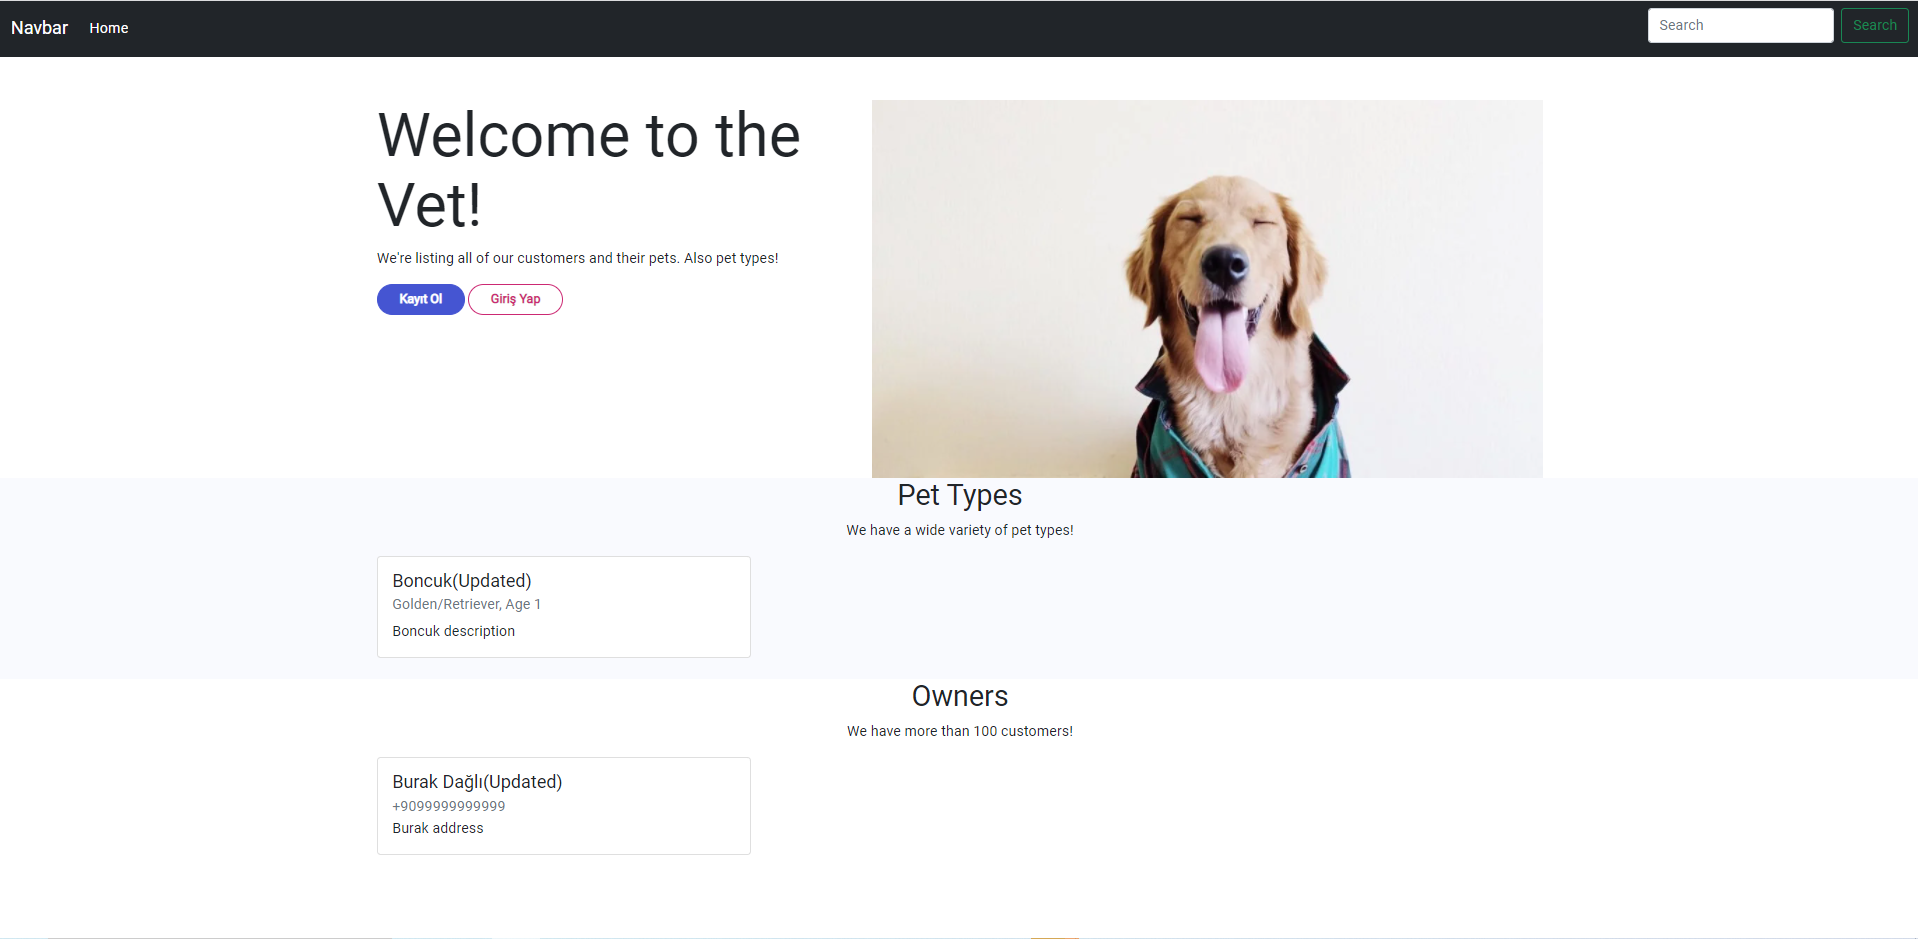 Navbar Home Search Search
Welcome to the
Vet!
We're listing all of our customers and their pets. Also pet types!
Kayıt Ol Giriş Yap
Pet Types
We have a wide variety of pet types!
Boncuk(Updated)
Golden/Retriever, Age 1
Boncuk description
Owners
We have more than 100 customers!
Burak Dağlı(Updated)
+9099999999999
Burak address